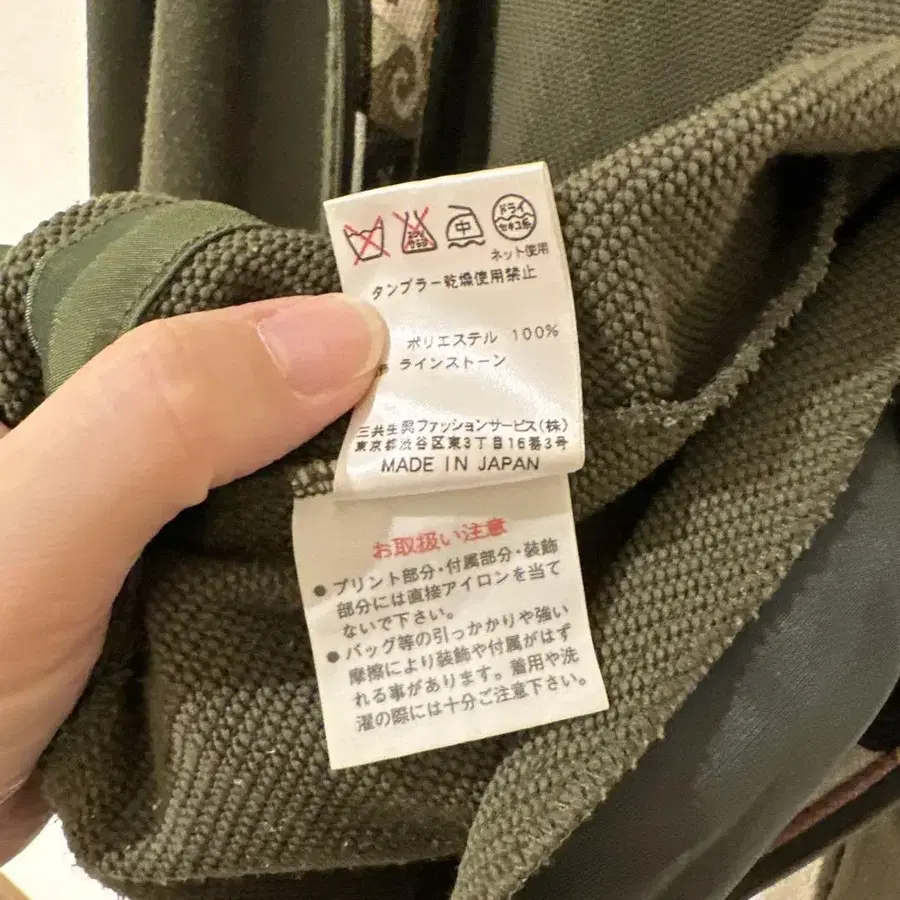 エンソ
サラシ
中
ドライ
セキユ系
ネット使用
タンブラー乾燥使用禁止
ポリエステル 100%
ラインストーン
三共生興ファッションサービス(株)
東京都渋谷区東3丁目16番3号
MADE IN JAPAN
お取扱い注意
●プリント部分・付属部分・装飾
部分には直接アイロンを当て
ないで下さい。
●バッグ等の引っかかりや強い
摩擦により装飾や付属がはず
れる事があります。着用や洗
濯の際には十分ご注意下さい。